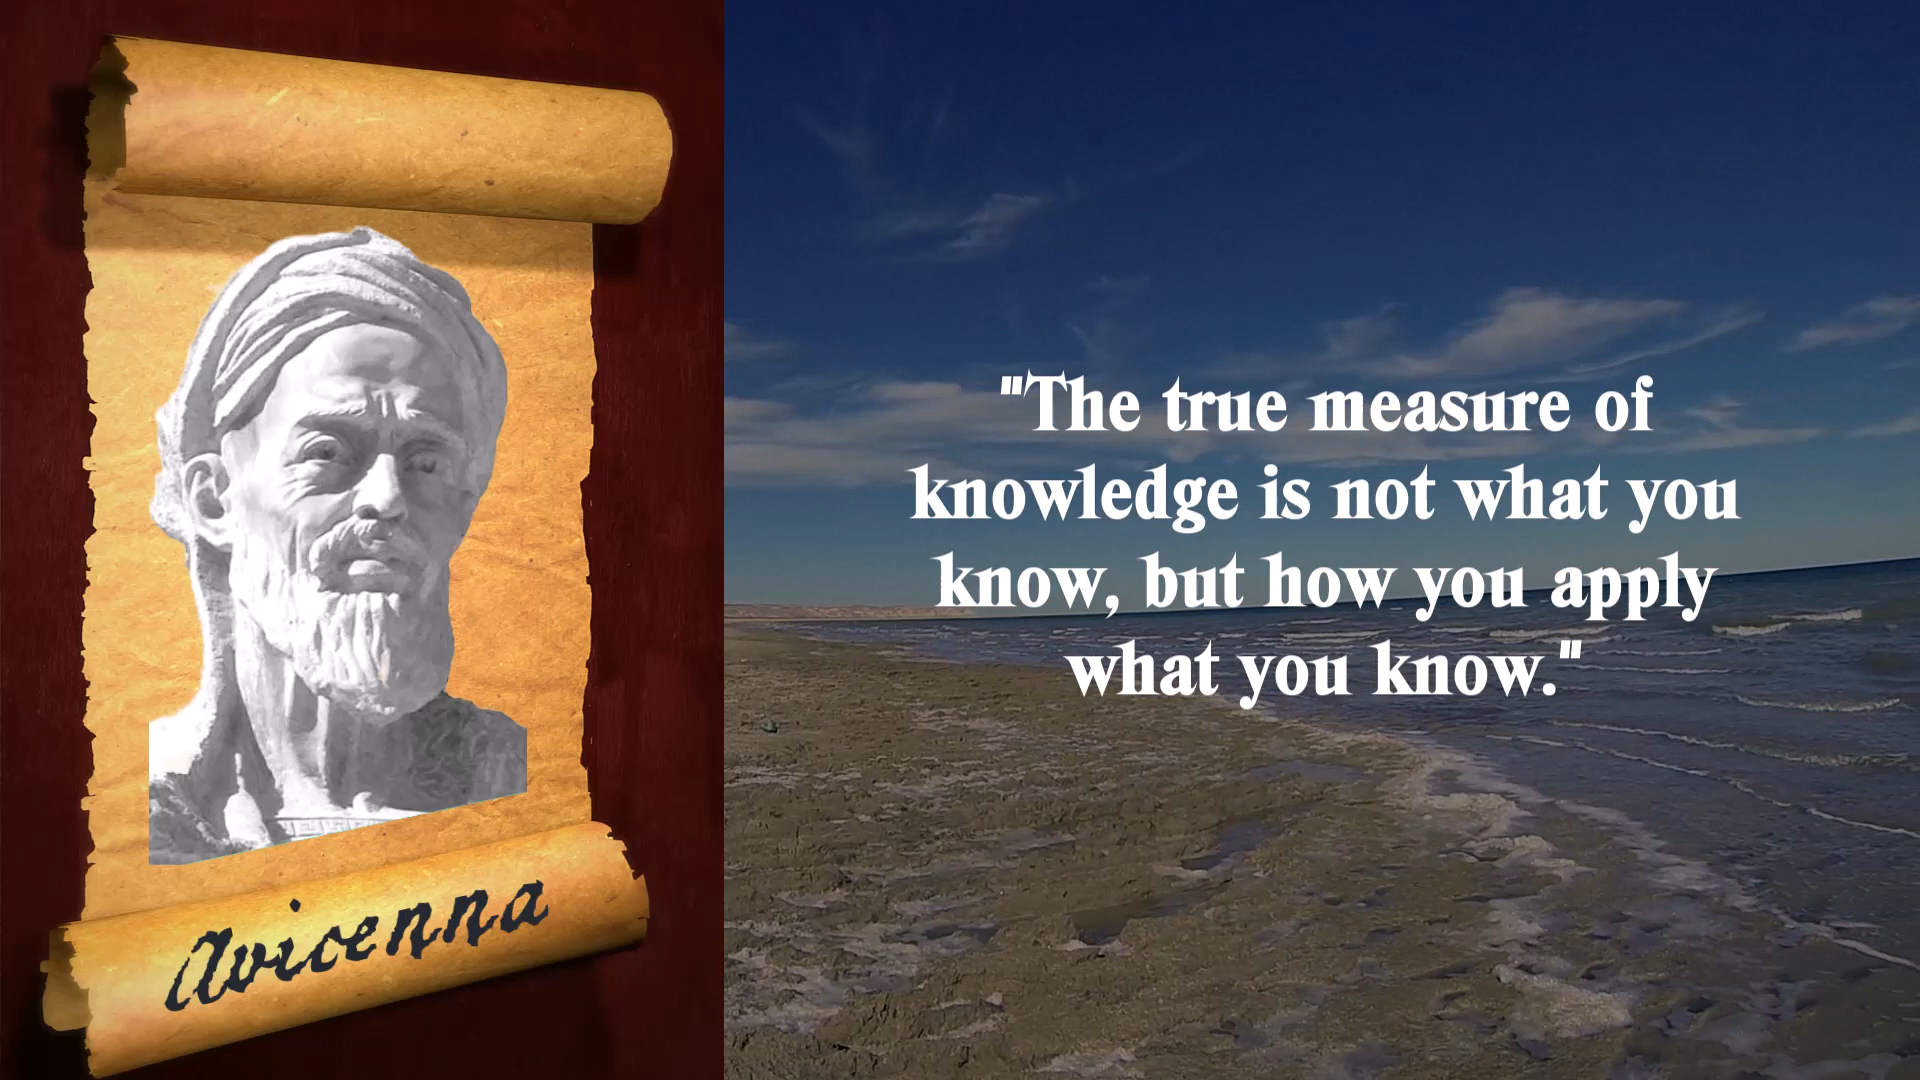 Avicenna
"The true measure of
knowledge is not what you
know, but how you apply
what you know."